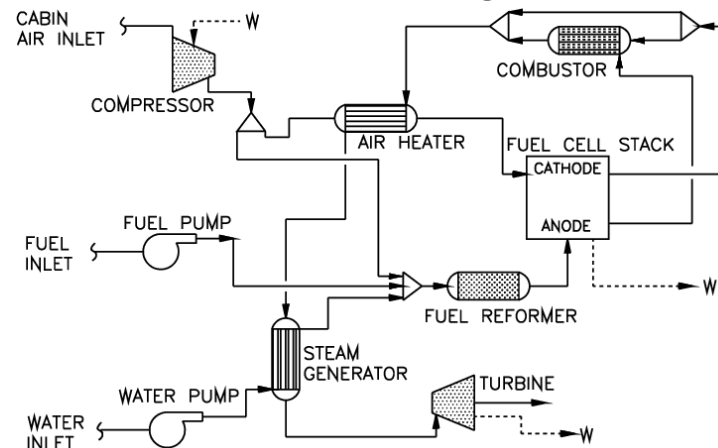 CABIN
AIR INLET
W
COMPRESSOR
COMBUSTOR
AIR HEATER
FUEL CELL STACK
CATHODE
ANODE
FUEL PUMP
FUEL
INLET
W
FUEL REFORMER
STEAM
GENERATOR
TURBINE
WATER PUMP
WATER
INLET
W